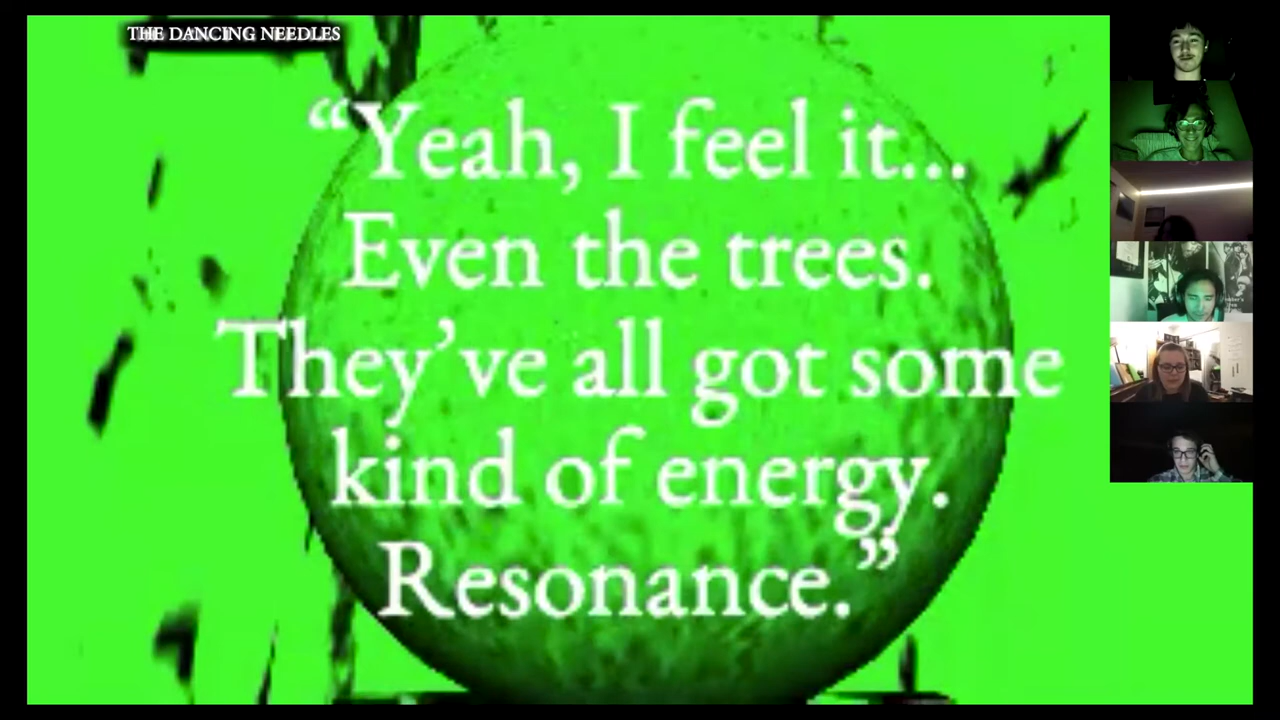 THE DANCING NEEDLES
“Yeah, I feel it...
Even the trees.
They’ve all got some
kind of energy.
Resonance.”